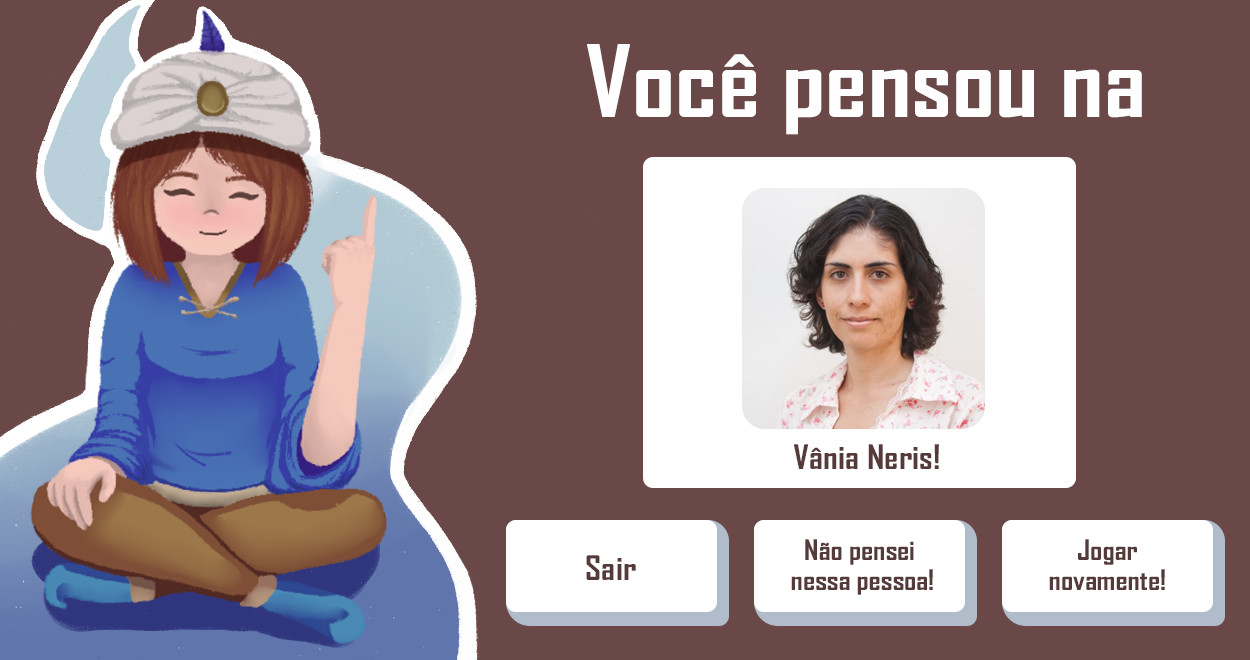 Você pensou na
Vânia Neris!
Sair
Não pensei
nessa pessoa!
Jogar
novamente!